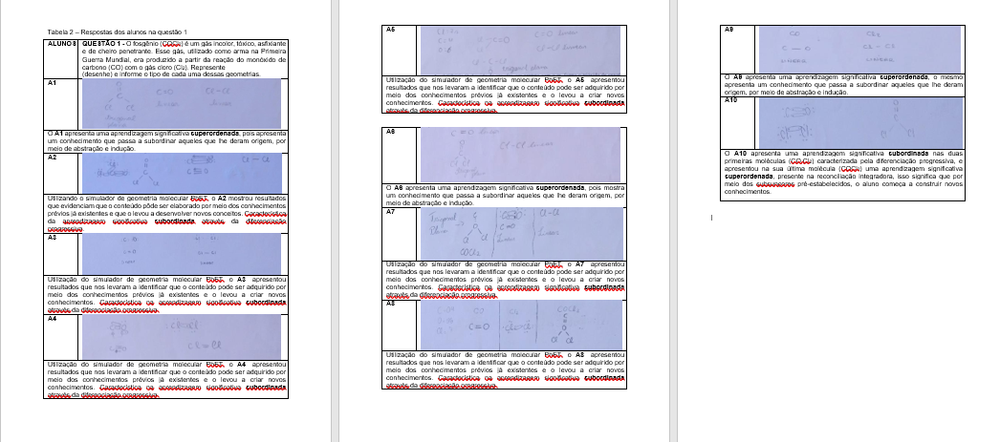 Tabela 2 – Respostas dos alunos na questão 1
ALUNOS
QUESTÃO 1 - O fosgênio (COCl₂) é um gás incolor, tóxico, asfixiante
e de cheiro penetrante. Esse gás, utilizado como arma na Primeira
Guerra Mundial, era produzido a partir da reação do monóxido de
carbono (CO) com o gás cloro (Cl₂). Represente
(desenhe) e informe o tipo de cada uma dessas geometrias.
A1
O A1 apresenta uma aprendizagem significativa superordenada, pois apresenta
um conhecimento que passa a subordinar aqueles que lhe deram origem, por
meio de abstração e indução.
A2
Utilizando o simulador de geometria molecular PhET, o A2 mostrou resultados
que evidenciam que o conteúdo pôde ser elaborado por meio dos conhecimentos
prévios já existentes e que o levou a desenvolver novos conceitos. Característica
da aprendizagem significativa subordinada através da diferenciação
progressiva.
A3
Utilização do simulador de geometria molecular PhET, o A3 apresentou
resultados que nos levaram a identificar que o conteúdo pode ser adquirido por
meio dos conhecimentos prévios já existentes e o levou a criar novos
conhecimentos. Característica na aprendizagem significativa subordinada
através da diferenciação progressiva.
A4
Utilização do simulador de geometria molecular PhET, o A4 apresentou
resultados que nos levaram a identificar que o conteúdo pode ser adquirido por
meio dos conhecimentos prévios já existentes e o levou a criar novos
conhecimentos. Característica na aprendizagem significativa subordinada
através da diferenciação progressiva.
A5
Utilização do simulador de geometria molecular PhET, o A5 apresentou
resultados que nos levaram a identificar que o conteúdo pode ser adquirido por
meio dos conhecimentos prévios já existentes e o levou a criar novos
conhecimentos. Característica na aprendizagem significativa subordinada
através da diferenciação progressiva.
A6
O A6 apresenta uma aprendizagem significativa superordenada, pois mostra
um conhecimento que passa a subordinar aqueles que lhe deram origem, por
meio de abstração e indução.
A7
Utilização do simulador de geometria molecular PhET, o A7 apresentou
resultados que nos levaram a identificar que o conteúdo pode ser adquirido por
meio dos conhecimentos prévios já existentes e o levou a criar novos
conhecimentos. Característica na aprendizagem significativa subordinada
através da diferenciação progressiva.
A8
Utilização do simulador de geometria molecular PhET, o A8 apresentou
resultados que nos levaram a identificar que o conteúdo pode ser adquirido por
meio dos conhecimentos prévios já existentes e o levou a criar novos
conhecimentos. Característica na aprendizagem significativa subordinada
através da diferenciação progressiva.
A9
O A9 apresenta uma aprendizagem significativa superordenada, o mesmo
apresenta um conhecimento que passa a subordinar aqueles que lhe deram
origem, por meio de abstração e indução.
A10
O A10 apresenta uma aprendizagem significativa subordinada nas duas
primeiras moléculas (CO,Cl₂) caracterizada pela diferenciação progressiva, e
apresentou na sua última molécula (COCl₂) uma aprendizagem significativa
superordenada, presente na reconciliação integradora, isso significa que por
meio dos subsunçores pré-estabelecidos, o aluno começa a construir novos
conhecimentos.